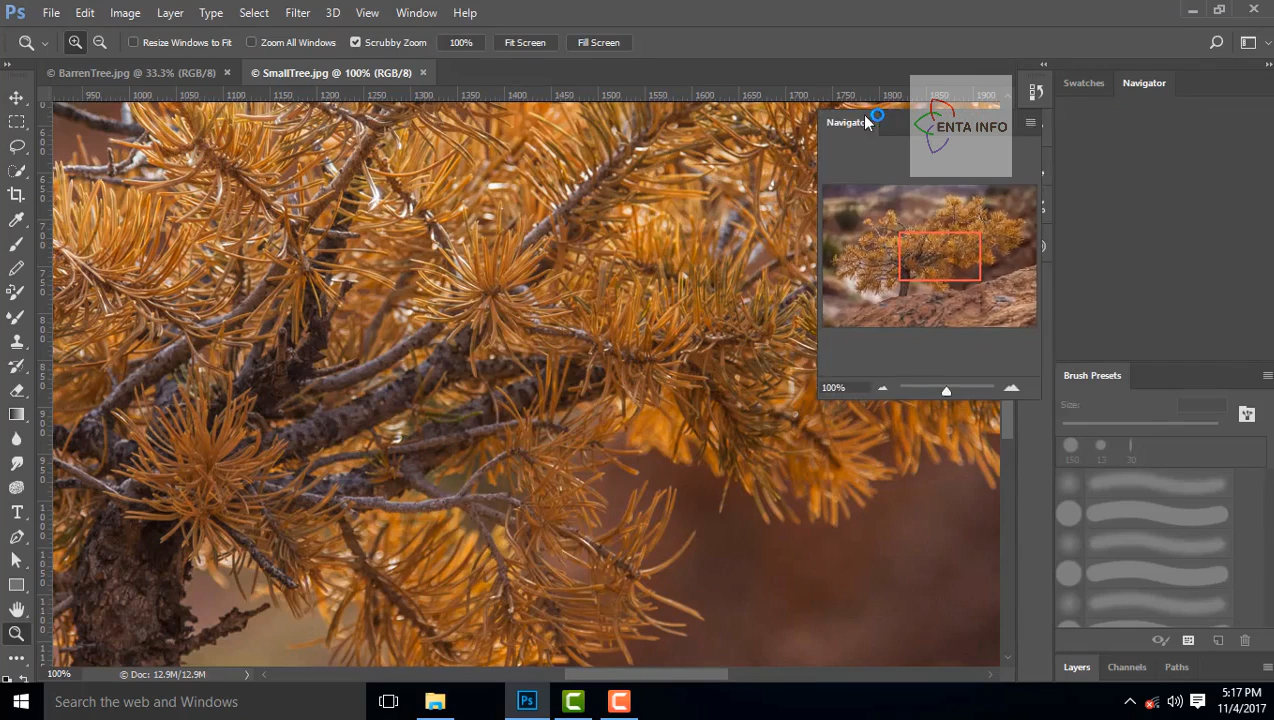 Ps File Edit Image Layer Type Select Filter 3D View Window Help
Resize Windows to Fit Zoom All Windows Scrubby Zoom 100% Fit Screen Fill Screen
© BarrenTree.jpg @ 33.3% (RGB/8) × © SmallTree.jpg @ 100% (RGB/8) ×
Swatches Navigator
950 1000 1050 1100 1150 1200 1250 1300 1350 1400 1450 1500 1550 1600 1650 1700 1750 1800 1850 1900
Navigator
ENTA INFO
100%
Brush Presets
Size:
150 13 30
Layers Channels Paths
100% © Doc: 12.9M/12.9M
Search the web and Windows
Ps
5:17 PM
11/4/2017